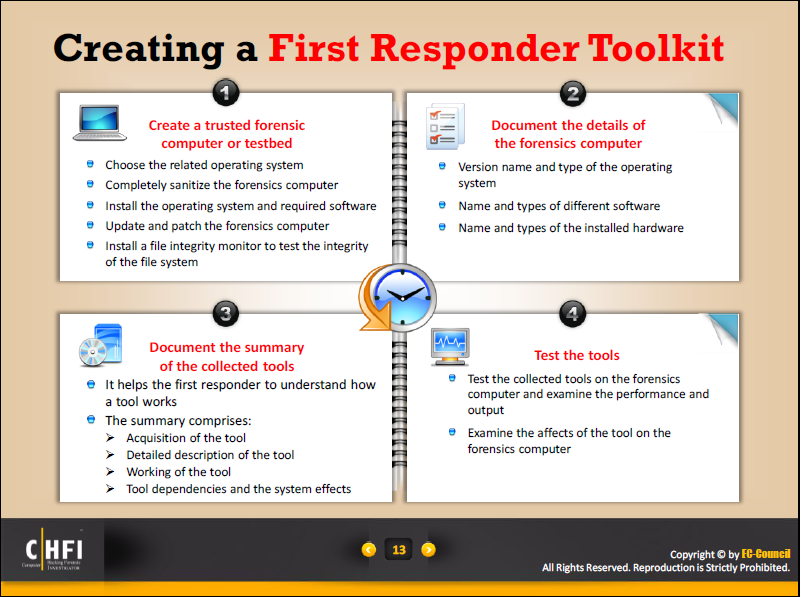 Creating a First Responder Toolkit
1
Create a trusted forensic
computer or testbed
Choose the related operating system
Completely sanitize the forensics computer
Install the operating system and required software
Update and patch the forensics computer
Install a file integrity monitor to test the integrity
of the file system
2
Document the details of
the forensics computer
Version name and type of the operating
system
Name and types of different software
Name and types of the installed hardware
3
Document the summary
of the collected tools
It helps the first responder to understand how
a tool works
The summary comprises:
Acquisition of the tool
Detailed description of the tool
Working of the tool
Tool dependencies and the system effects
4
Test the tools
Test the collected tools on the forensics
computer and examine the performance and
output
Examine the affects of the tool on the
forensics computer
CHFI
Computer Hacking Forensic
INVESTIGATOR
13
Copyright © by EC-Council
All Rights Reserved. Reproduction is Strictly Prohibited.